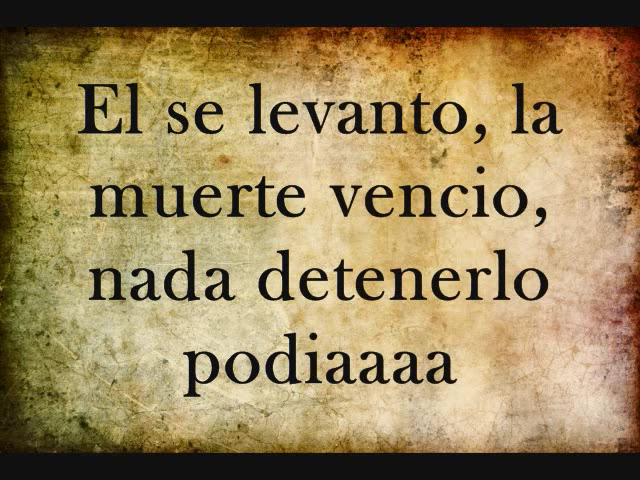 El se levanto, la
muerte vencio,
nada detenerlo
podiaaaa